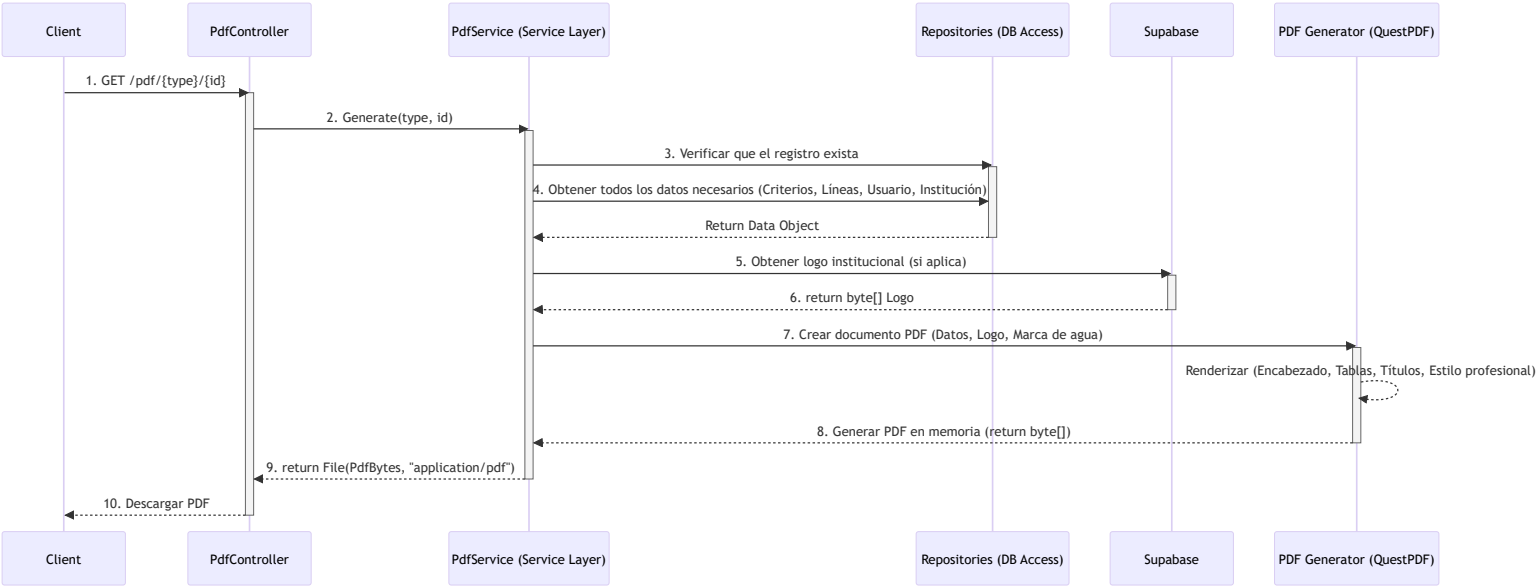 Client
PdfController
PdfService (Service Layer)
Repositories (DB Access)
Supabase
PDF Generator (QuestPDF)
1. GET /pdf/{type}/{id}
2. Generate(type, id)
3. Verificar que el registro exista
4. Obtener todos los datos necesarios (Criterios, Líneas, Usuario, Institución)
Return Data Object
5. Obtener logo institucional (si aplica)
6. return byte[] Logo
7. Crear documento PDF (Datos, Logo, Marca de agua)
Renderizar (Encabezado, Tablas, Títulos, Estilo profesional)
8. Generar PDF en memoria (return byte[])
9. return File(PdfBytes, "application/pdf")
10. Descargar PDF
Client
PdfController
PdfService (Service Layer)
Repositories (DB Access)
Supabase
PDF Generator (QuestPDF)